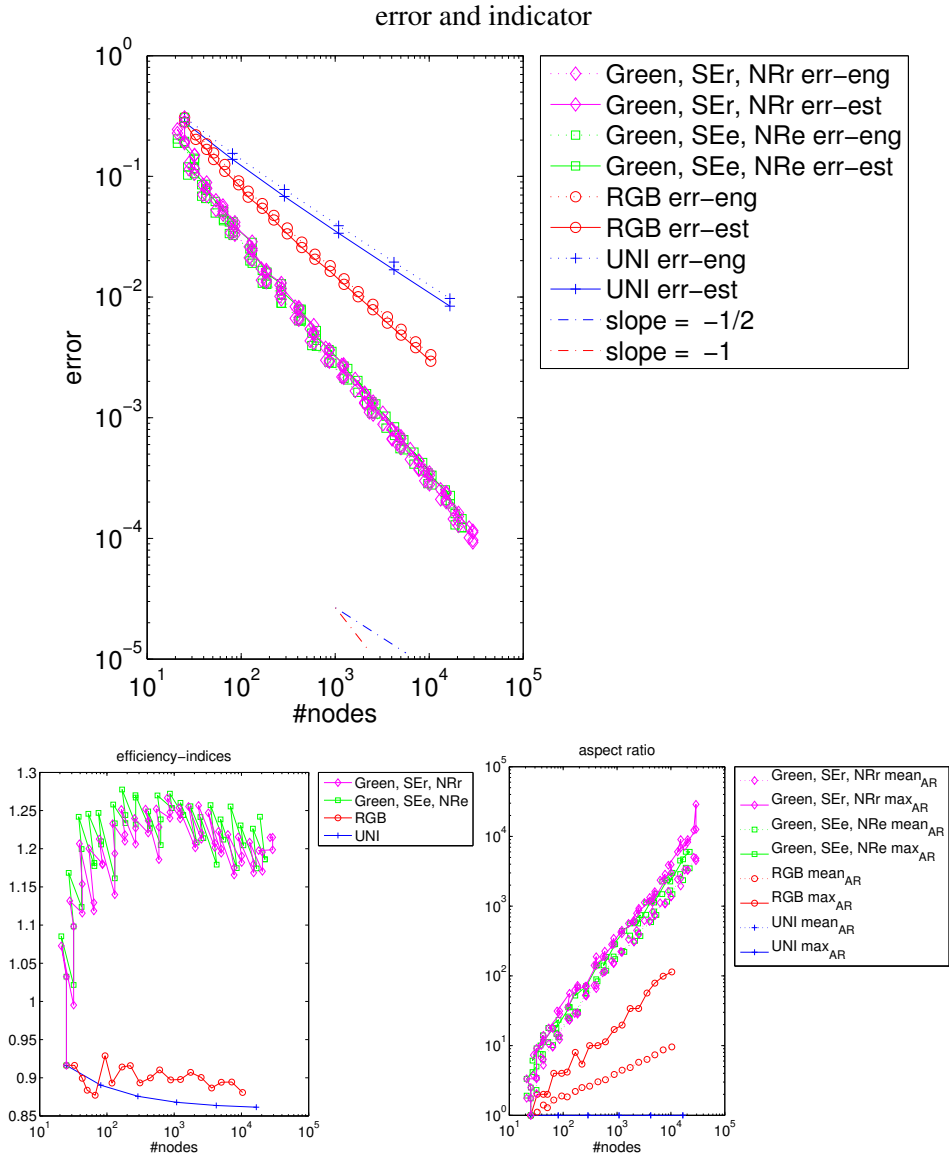 error and indicator
10^0
10^−1
10^−2
10^−3
10^−4
10^−5
error
10^1 10^2 10^3 10^4 10^5
#nodes
Green, SEr, NRr err−eng
Green, SEr, NRr err−est
Green, SEe, NRe err−eng
Green, SEe, NRe err−est
RGB err−eng
RGB err−est
UNI err−eng
UNI err−est
slope = −1/2
slope = −1
efficiency−indices
1.3
1.25
1.2
1.15
1.1
1.05
1
0.95
0.9
0.85
10^1 10^2 10^3 10^4 10^5
#nodes
Green, SEr, NRr
Green, SEe, NRe
RGB
UNI
aspect ratio
10^5
10^4
10^3
10^2
10^1
10^0
10^1 10^2 10^3 10^4 10^5
#nodes
Green, SEr, NRr mean_AR
Green, SEr, NRr max_AR
Green, SEe, NRe mean_AR
Green, SEe, NRe max_AR
RGB mean_AR
RGB max_AR
UNI mean_AR
UNI max_AR